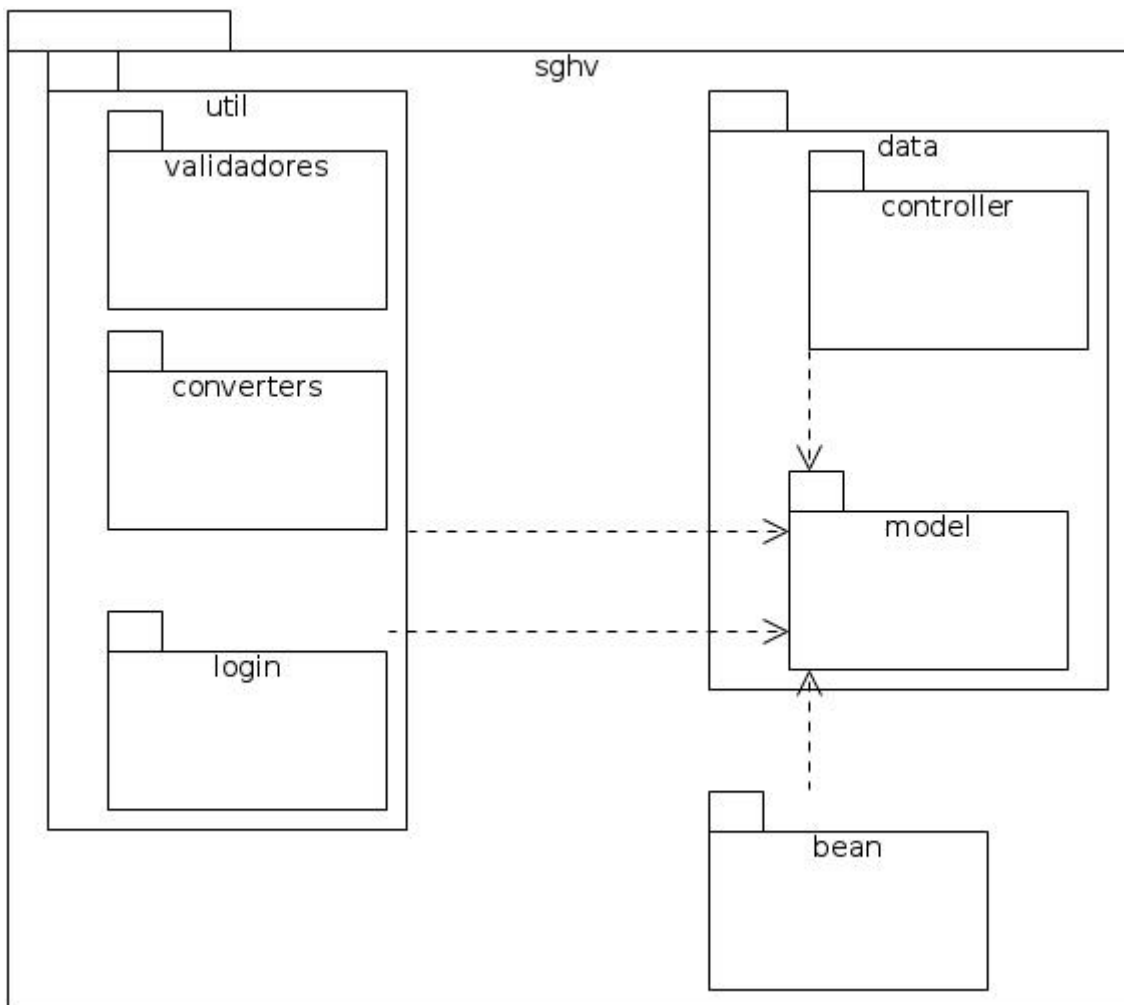 sghv
util
validadores
converters
login
data
controller
model
bean